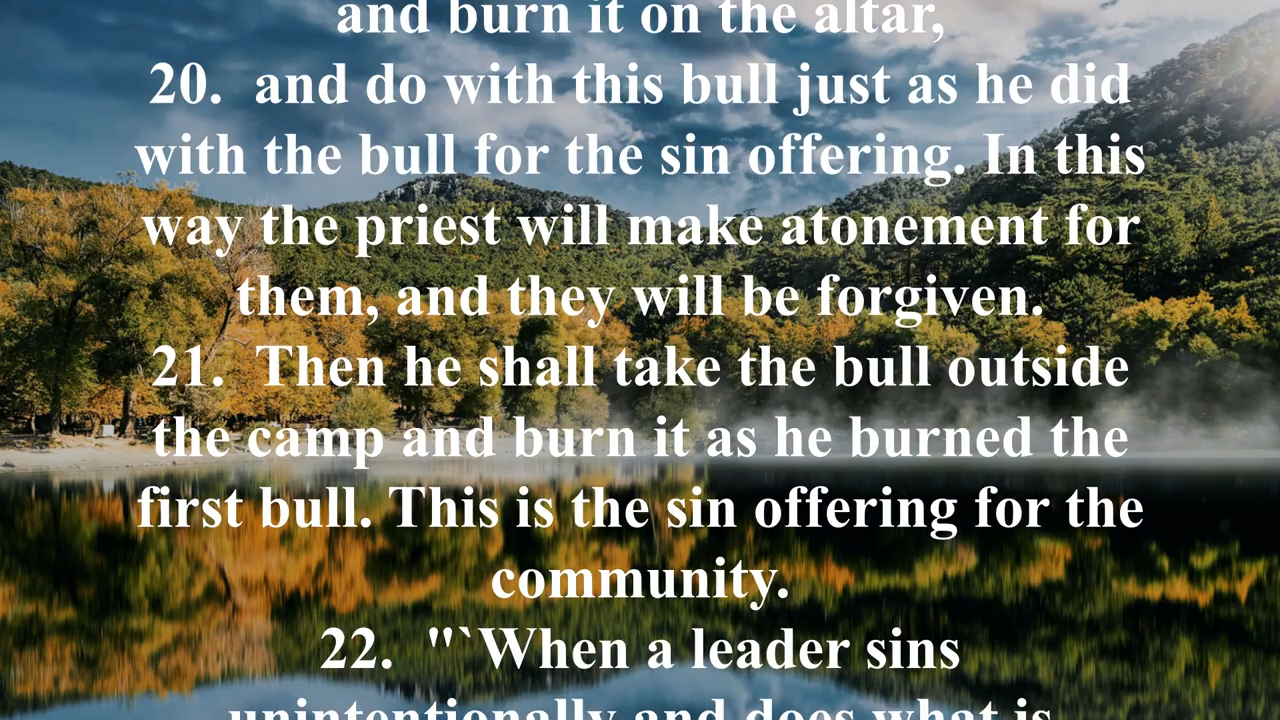 and burn it on the altar,
20.  and do with this bull just as he did
with the bull for the sin offering. In this
way the priest will make atonement for
them, and they will be forgiven.
21.  Then he shall take the bull outside
the camp and burn it as he burned the
first bull. This is the sin offering for the
community.
22.  "`When a leader sins
unintentionally and does what is